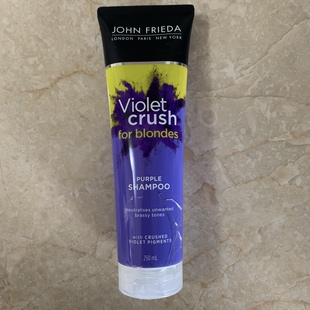 JOHN FRIEDA
LONDON PARIS NEW YORK
Violet
crush
for blondes
PURPLE
SHAMPOO
neutralises unwanted
brassy tones
WITH CRUSHED
VIOLET PIGMENTS
250 mL